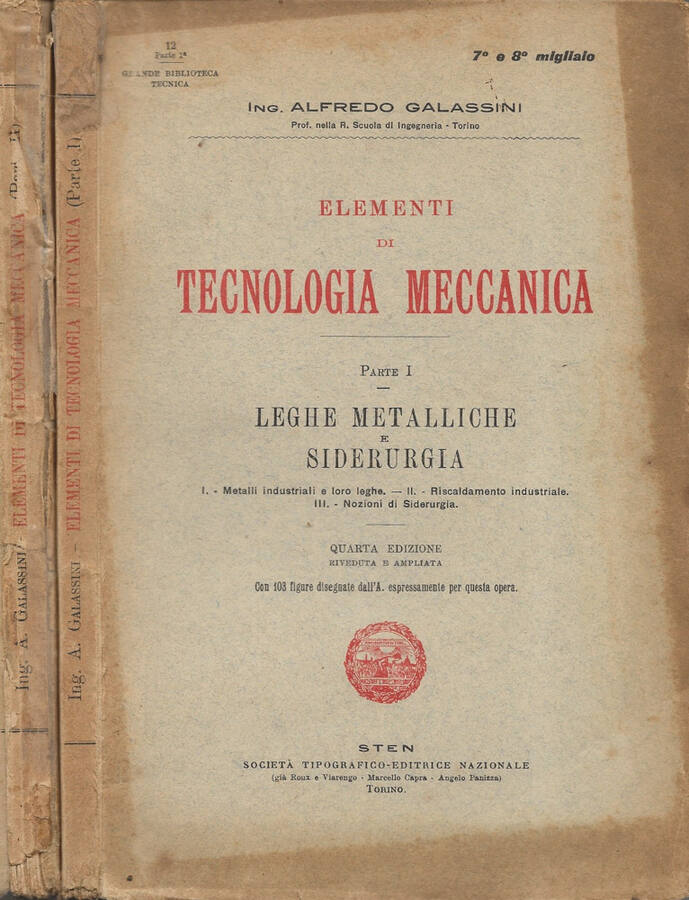 12
Parte 1ª
GRANDE BIBLIOTECA
TECNICA
7º e 8º migliaio
ING. ALFREDO GALASSINI
Prof. nella R. Scuola di Ingegneria - Torino
ELEMENTI
DI
TECNOLOGIA MECCANICA
PARTE I
LEGHE METALLICHE
E
SIDERURGIA
I. - Metalli industriali e loro leghe. — II. - Riscaldamento industriale.
III. - Nozioni di Siderurgia.
QUARTA EDIZIONE
RIVEDUTA E AMPLIATA
Con 103 figure disegnate dall'A. espressamente per questa opera.
STEN
SOCIETÀ TIPOGRAFICO-EDITRICE NAZIONALE
(già Roux e Viarengo - Marcello Capra - Angelo Panizza)
TORINO.
Ing. A. GALASSINI - ELEMENTI DI TECNOLOGIA MECCANICA (Parte I)
Ing. A. GALASSINI - ELEMENTI DI TECNOLOGIA MECCANICA